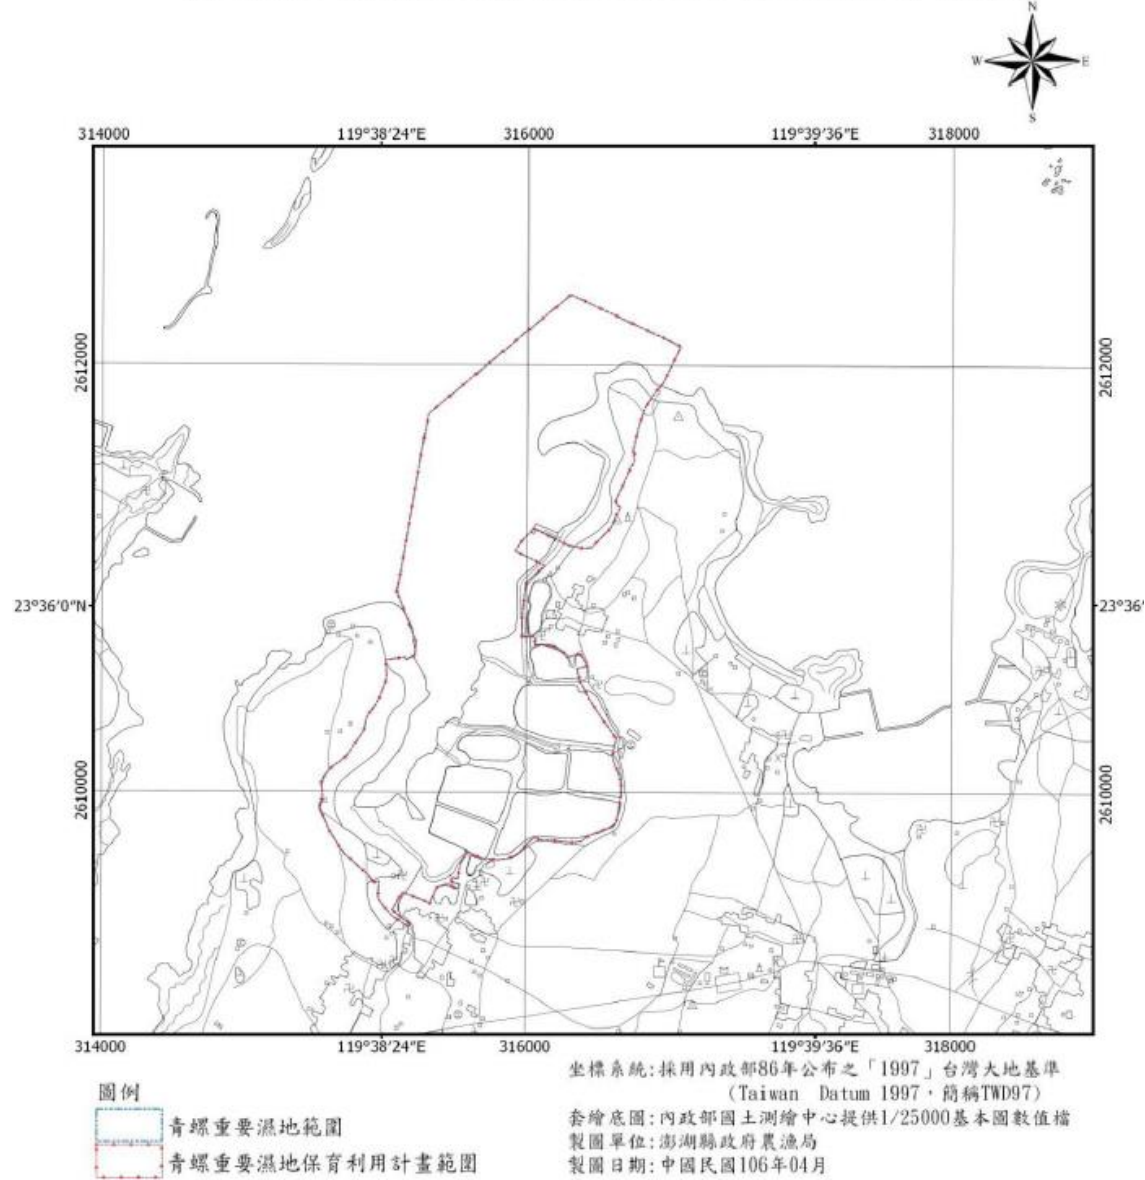 N
W E
S
314000 119°38′24″E 316000 119°39′36″E 318000
2612000 2612000
23°36′0″N 23°36′
2610000 2610000
314000 119°38′24″E 316000 119°39′36″E 318000
坐標系統:採用內政部86年公布之「1997」台灣大地基準
(Taiwan Datum 1997，簡稱TWD97)
套繪底圖:內政部國土測繪中心提供1/25000基本圖數值檔
製圖單位:澎湖縣政府農漁局
製圖日期:中國民國106年04月
圖例
青螺重要濕地範圍
青螺重要濕地保育利用計畫範圍